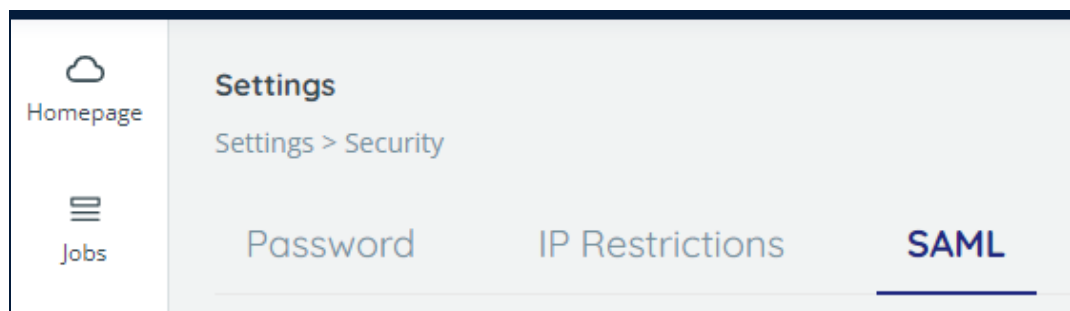 Homepage
Jobs
Settings
Settings > Security
Password IP Restrictions SAML